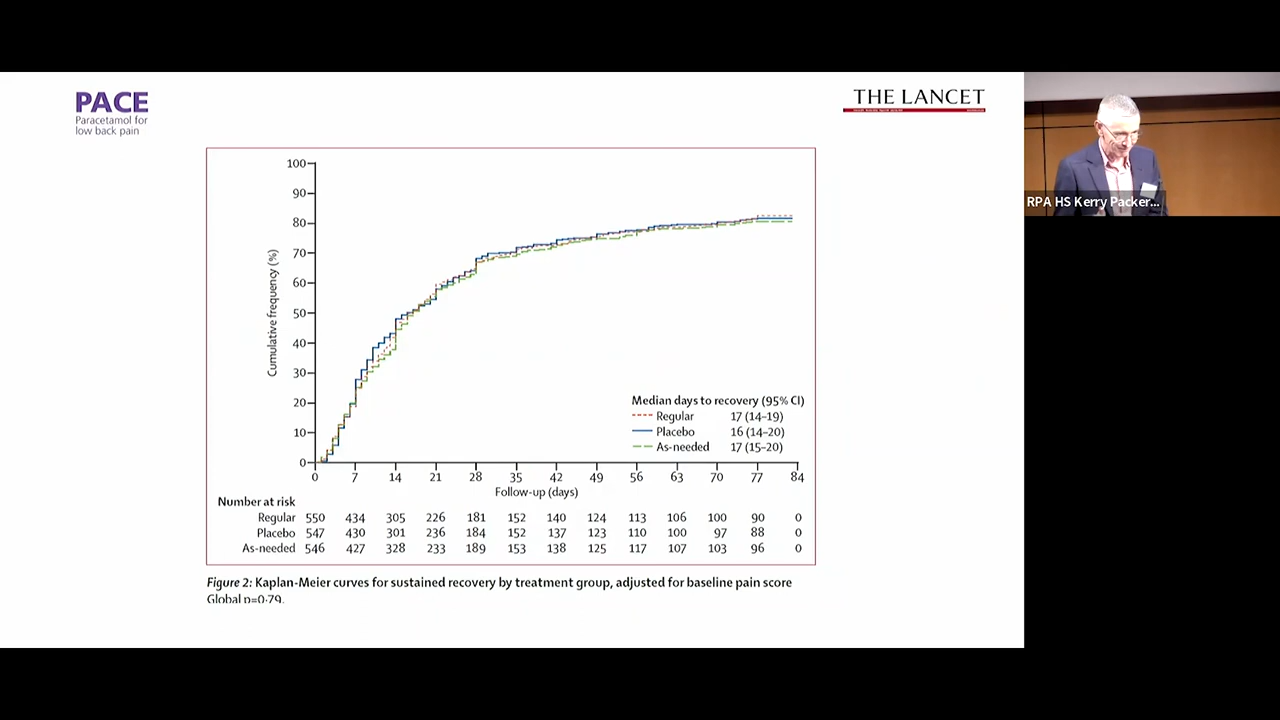 PACE
Paracetamol for
low back pain
THE LANCET
RPA HS Kerry Packer...
100
90
80
70
60
50
40
30
20
10
0
Cumulative frequency (%)
Median days to recovery (95% CI)
Regular 17 (14–19)
Placebo 16 (14–20)
As-needed 17 (15–20)
0 7 14 21 28 35 42 49 56 63 70 77 84
Follow-up (days)
Number at risk
Regular 550 434 305 226 181 152 140 124 113 106 100 90 0
Placebo 547 430 301 236 184 152 137 123 110 100 97 88 0
As-needed 546 427 328 233 189 153 138 125 117 107 103 96 0
Figure 2: Kaplan-Meier curves for sustained recovery by treatment group, adjusted for baseline pain score
Global p=0·79.